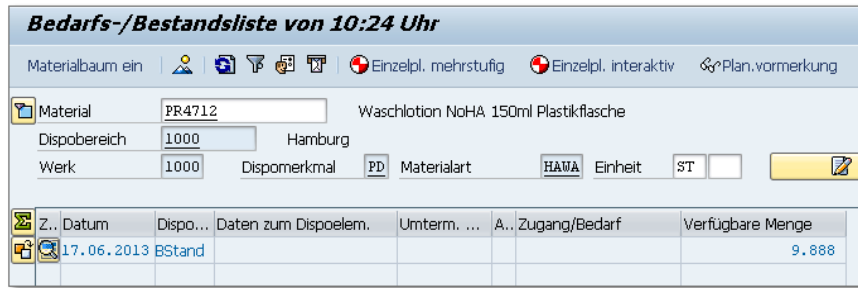 Bedarfs-/Bestandsliste von 10:24 Uhr
Materialbaum ein Einzelpl. mehrstufig Einzelpl. interaktiv Plan.vormerkung
Material PR4712 Waschlotion NoHA 150ml Plastikflasche
Dispobereich 1000 Hamburg
Werk 1000 Dispomerkmal PD Materialart HAWA Einheit ST
Z.. Datum Dispo... Daten zum Dispoelem. Umterm. ... A.. Zugang/Bedarf Verfügbare Menge
17.06.2013 BStand 9.888